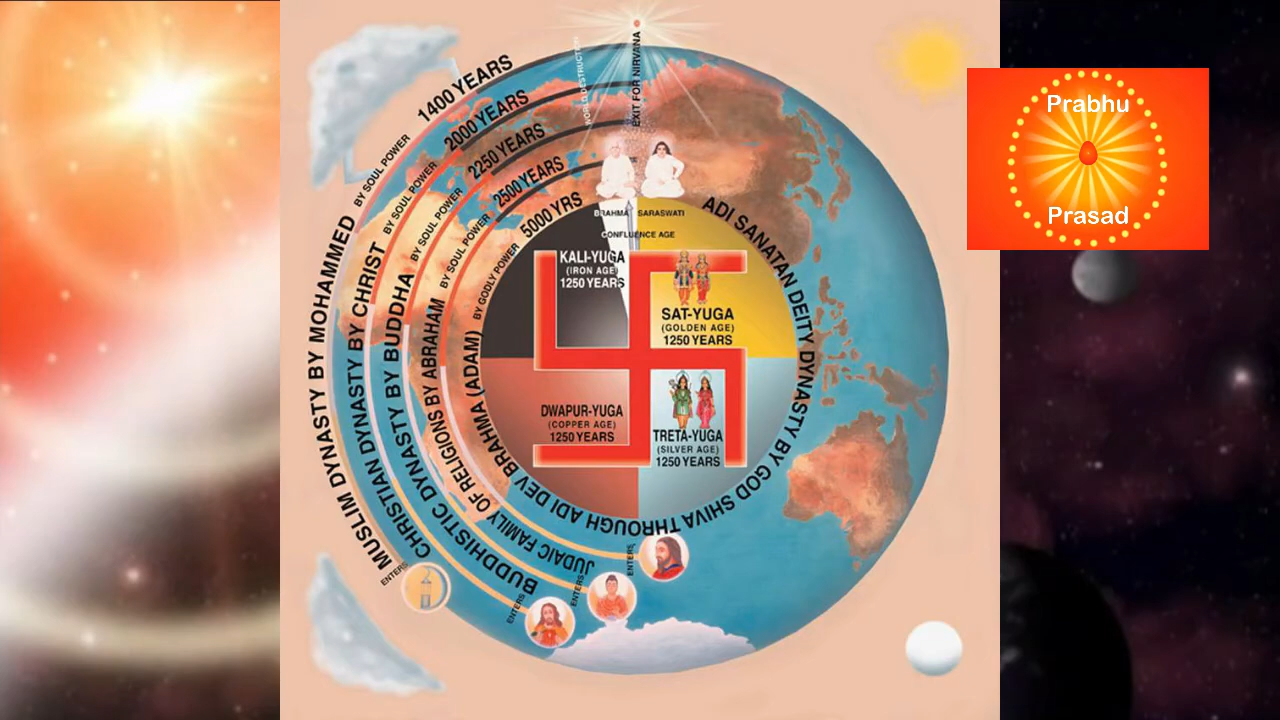 WORLD DESTRUCTION
EXIT FOR NIRVANA
Prabhu
Prasad
1400 YEARS
2000 YEARS
2250 YEARS
2500 YEARS
5000 YRS
BY SOUL POWER
BY SOUL POWER
BY SOUL POWER
BY SOUL POWER
BY GODLY POWER
BRAHMA SARASWATI
CONFLUENCE AGE
KALI-YUGA
(IRON AGE)
1250 YEARS
SAT-YUGA
(GOLDEN AGE)
1250 YEARS
DWAPUR-YUGA
(COPPER AGE)
1250 YEARS
TRETA-YUGA
(SILVER AGE)
1250 YEARS
ADI SANATAN DEITY DYNASTY BY GOD SHIVA THROUGH ADI DEV BRAHMA (ADAM)
JUDAIC FAMILY OF RELIGIONS BY ABRAHAM
BUDDHISTIC DYNASTY BY BUDDHA
CHRISTIAN DYNASTY BY CHRIST
MUSLIM DYNASTY BY MOHAMMED
ENTERS
ENTERS
ENTERS
ENTERS